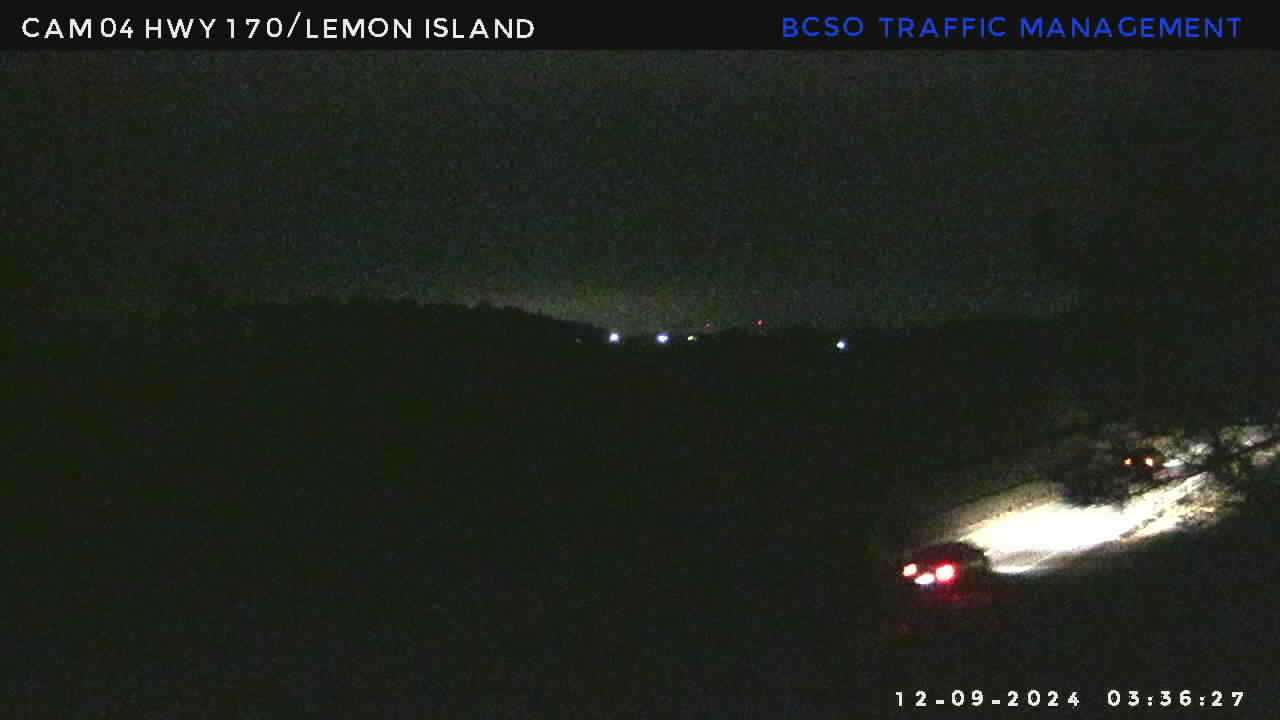 CAM04 HWY 170/LEMON ISLAND
BCSO TRAFFIC MANAGEMENT
12-09-2024 03:36:27